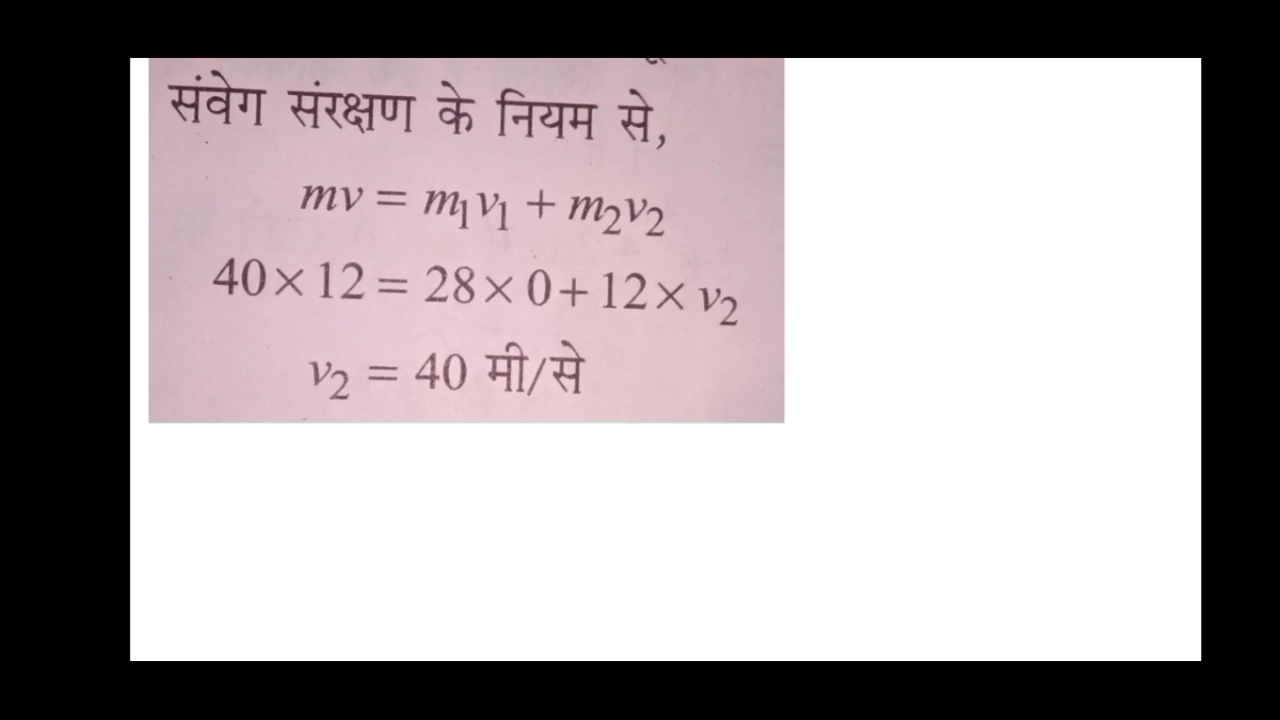 संवेग संरक्षण के नियम से,
mv = m₁v₁ + m₂v₂
40 × 12 = 28 × 0 + 12 × v₂
v₂ = 40 मी/से